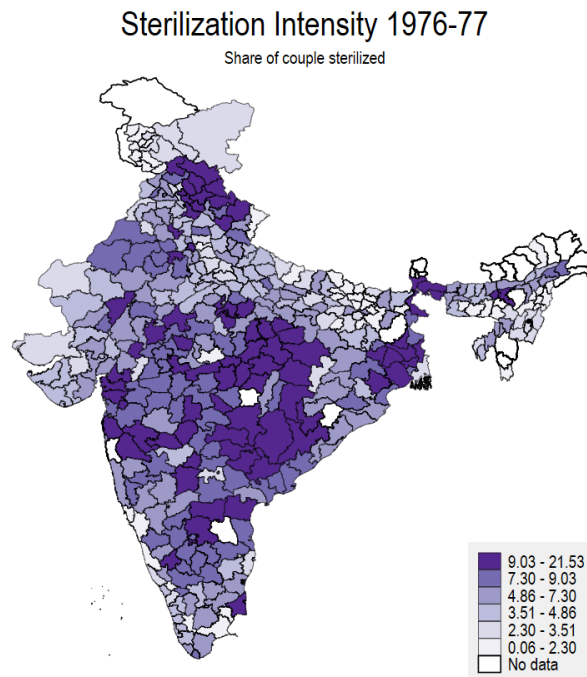 Sterilization Intensity 1976-77
Share of couple sterilized
9.03 - 21.53
7.30 - 9.03
4.86 - 7.30
3.51 - 4.86
2.30 - 3.51
0.06 - 2.30
No data